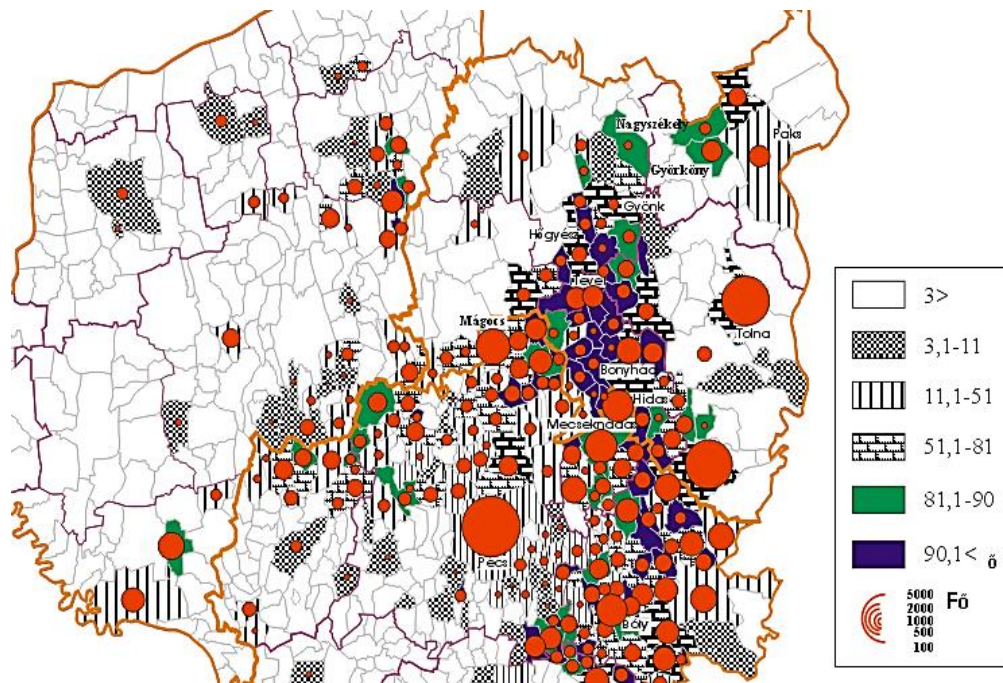 Nagyszékely
Paks
Györköny
Gyönk
Hőgyész
Tevel
Mágocs
Tolna
Bonyhád
Hidas
Mecseknádasd
Pécs
Bóly
3>
3,1-11
11,1-51
51,1-81
81,1-90
90,1< ő
5000
2000 Fő
1000
500
100